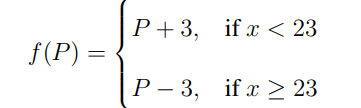 P + 3, if x < 23
f(P) =
P − 3, if x ≥ 23